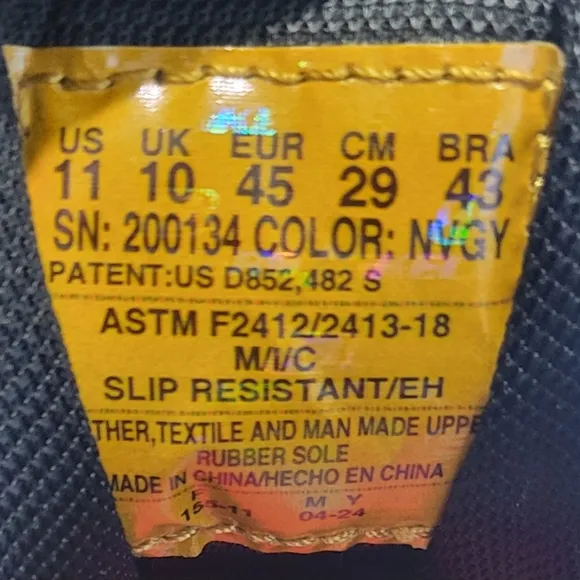 US UK EUR CM BRA
11 10 45 29 43
SN: 200134 COLOR: NVGY
PATENT:US D852,482 S
ASTM F2412/2413-18
M/I/C
SLIP RESISTANT/EH
THER,TEXTILE AND MAN MADE UPPE
RUBBER SOLE
MADE IN CHINA/HECHO EN CHINA
F M Y
04-24